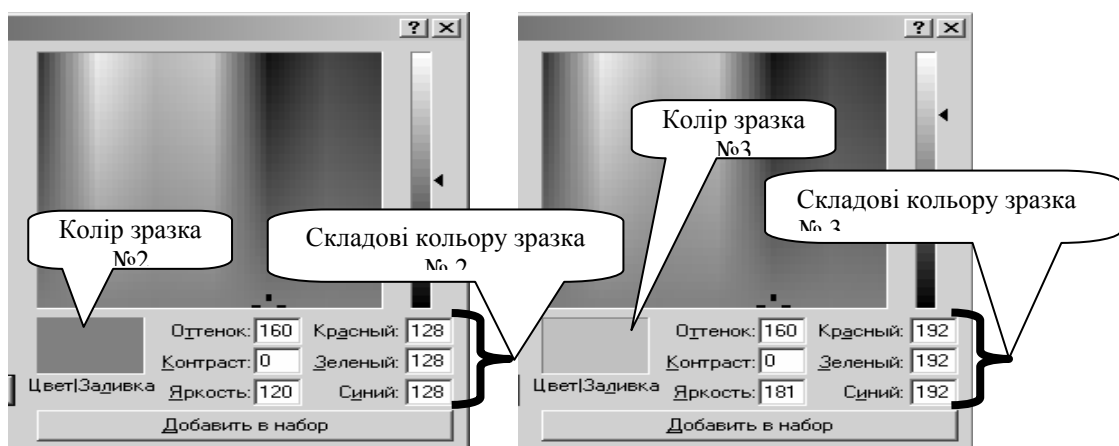 Колір зразка
№3
Складові кольору зразка
№ 3
Колір зразка
№2
Складові кольору зразка
№ 2
Оттенок: 160 Красный: 128
Контраст: 0 Зеленый: 128
Цвет|Заливка Яркость: 120 Синий: 128
Добавить в набор
Оттенок: 160 Красный: 192
Контраст: 0 Зеленый: 192
Цвет|Заливка Яркость: 181 Синий: 192
Добавить в набор